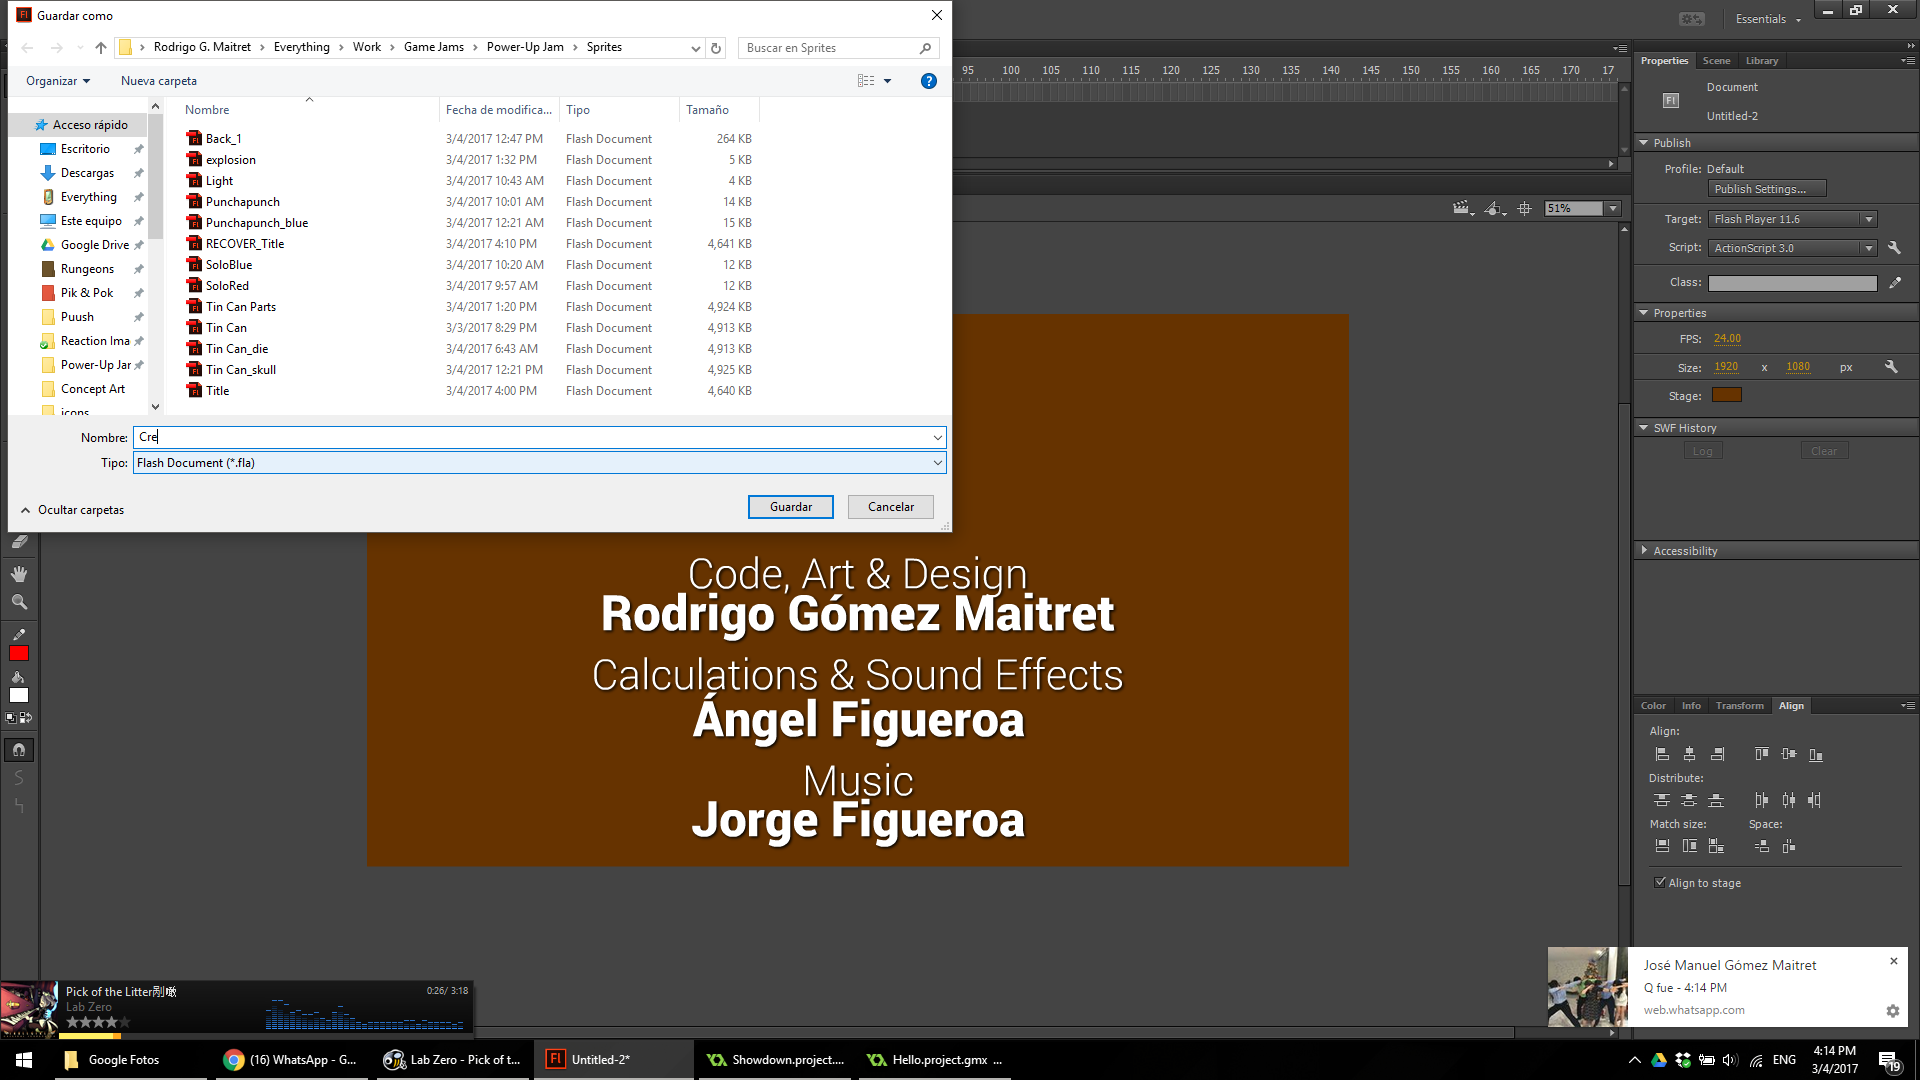 Guardar como
Rodrigo G. Maitret > Everything > Work > Game Jams > Power-Up Jam > Sprites
Buscar en Sprites
Organizar
Nueva carpeta
Acceso rápido
Escritorio
Descargas
Everything
Este equipo
Google Drive
Rungeons
Pik & Pok
Puush
Reaction Ima
Power-Up Jar
Concept Art
icons
Nombre Fecha de modifica... Tipo Tamaño
Back_1 3/4/2017 12:47 PM Flash Document 264 KB
explosion 3/4/2017 1:32 PM Flash Document 5 KB
Light 3/4/2017 10:43 AM Flash Document 4 KB
Punchapunch 3/4/2017 10:01 AM Flash Document 14 KB
Punchapunch_blue 3/4/2017 12:21 AM Flash Document 15 KB
RECOVER_Title 3/4/2017 4:10 PM Flash Document 4,641 KB
SoloBlue 3/4/2017 10:20 AM Flash Document 12 KB
SoloRed 3/4/2017 9:57 AM Flash Document 12 KB
Tin Can Parts 3/4/2017 1:20 PM Flash Document 4,924 KB
Tin Can 3/3/2017 8:29 PM Flash Document 4,913 KB
Tin Can_die 3/4/2017 6:43 AM Flash Document 4,913 KB
Tin Can_skull 3/4/2017 12:21 PM Flash Document 4,925 KB
Title 3/4/2017 4:00 PM Flash Document 4,640 KB
Nombre: Cre
Tipo: Flash Document (*.fla)
Ocultar carpetas
Guardar
Cancelar
Essentials
95 100 105 110 115 120 125 130 135 140 145 150 155 160 165 170 17
51%
Properties Scene Library
Fl
Document
Untitled-2
Publish
Profile: Default
Publish Settings...
Target: Flash Player 11.6
Script: ActionScript 3.0
Class:
Properties
FPS: 24.00
Size: 1920 x 1080 px
Stage:
SWF History
Log
Clear
Accessibility
Color Info Transform Align
Align:
Distribute:
Match size:
Space:
Align to stage
Code, Art & Design
Rodrigo Gómez Maitret
Calculations & Sound Effects
Ángel Figueroa
Music
Jorge Figueroa
Pick of the Litter
Lab Zero
0:26/ 3:18
José Manuel Gómez Maitret
Q fue - 4:14 PM
web.whatsapp.com
Google Fotos
(16) WhatsApp - G...
Lab Zero - Pick of t...
Fl
Untitled-2*
Showdown.project....
Hello.project.gmx ...
ENG
4:14 PM
3/4/2017
19